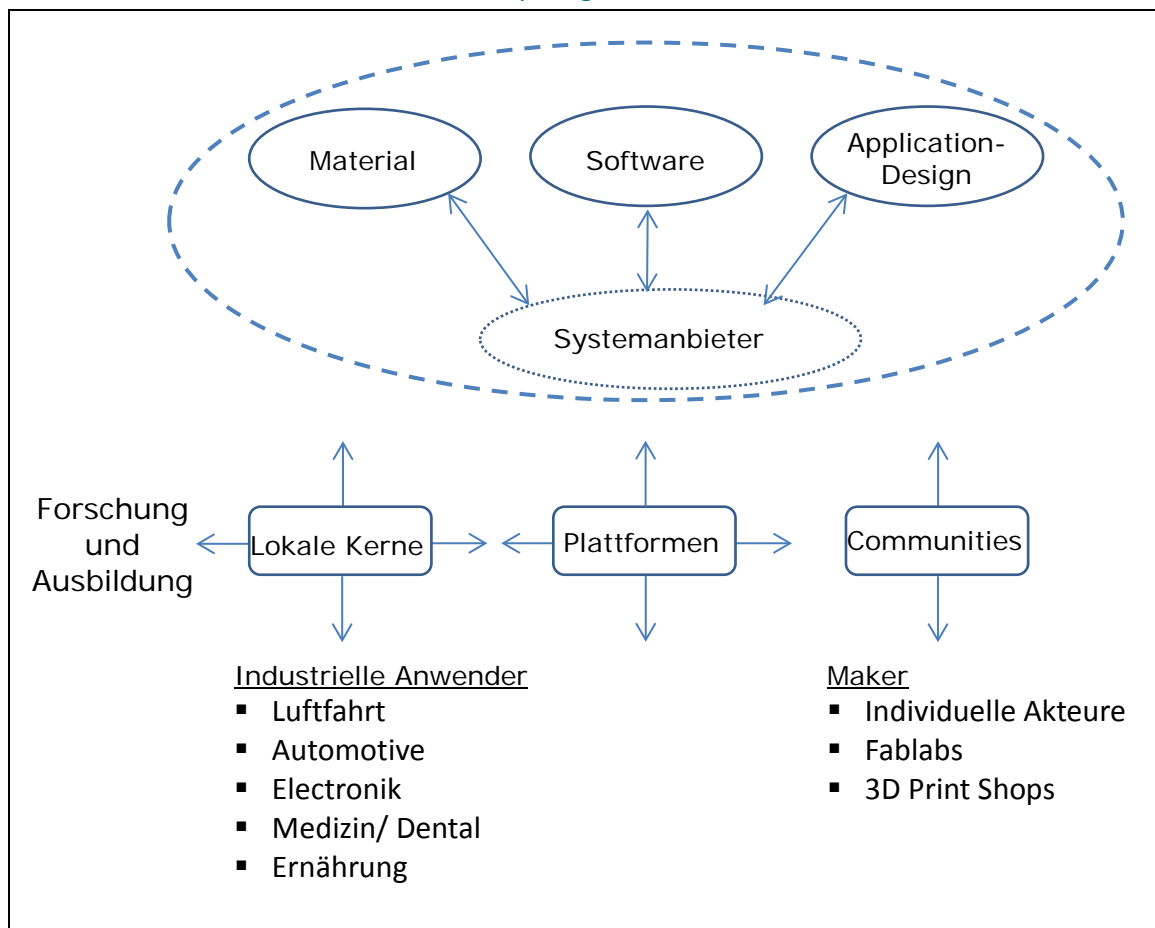 Material
Software
Application-
Design
Systemanbieter
Forschung
und
Ausbildung
Lokale Kerne
Plattformen
Communities
Industrielle Anwender
▪ Luftfahrt
▪ Automotive
▪ Electronik
▪ Medizin/ Dental
▪ Ernährung
Maker
▪ Individuelle Akteure
▪ Fablabs
▪ 3D Print Shops